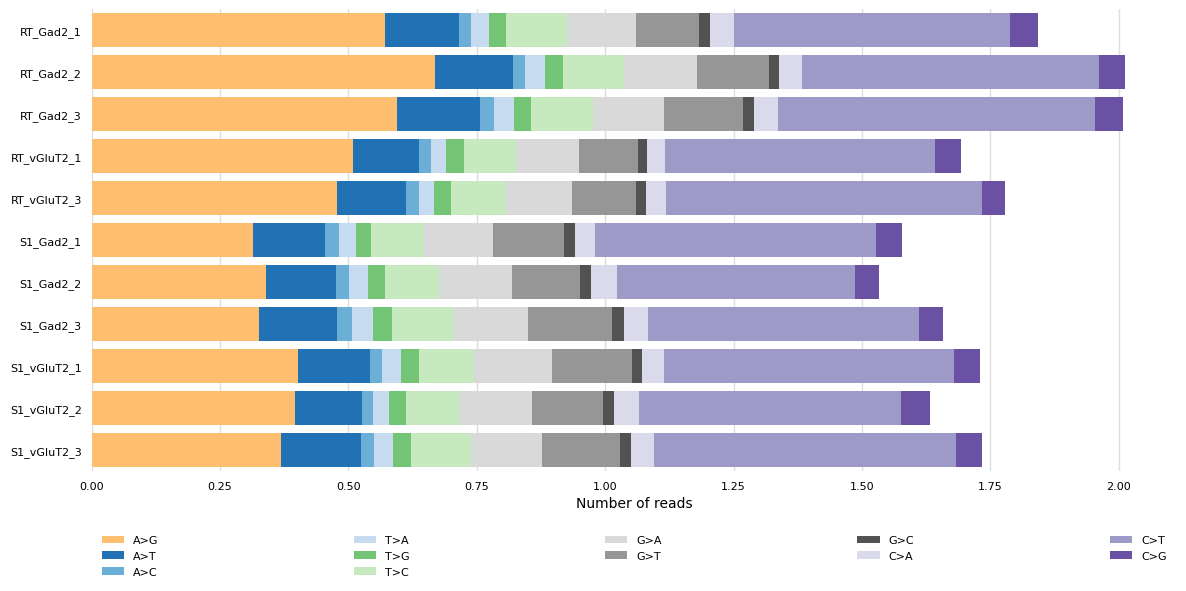 RT_Gad2_1
RT_Gad2_2
RT_Gad2_3
RT_vGluT2_1
RT_vGluT2_3
S1_Gad2_1
S1_Gad2_2
S1_Gad2_3
S1_vGluT2_1
S1_vGluT2_2
S1_vGluT2_3
0.00 0.25 0.50 0.75 1.00 1.25 1.50 1.75 2.00
Number of reads
A>G T>A G>A G>C C>T
A>T T>G G>T C>A C>G
A>C T>C